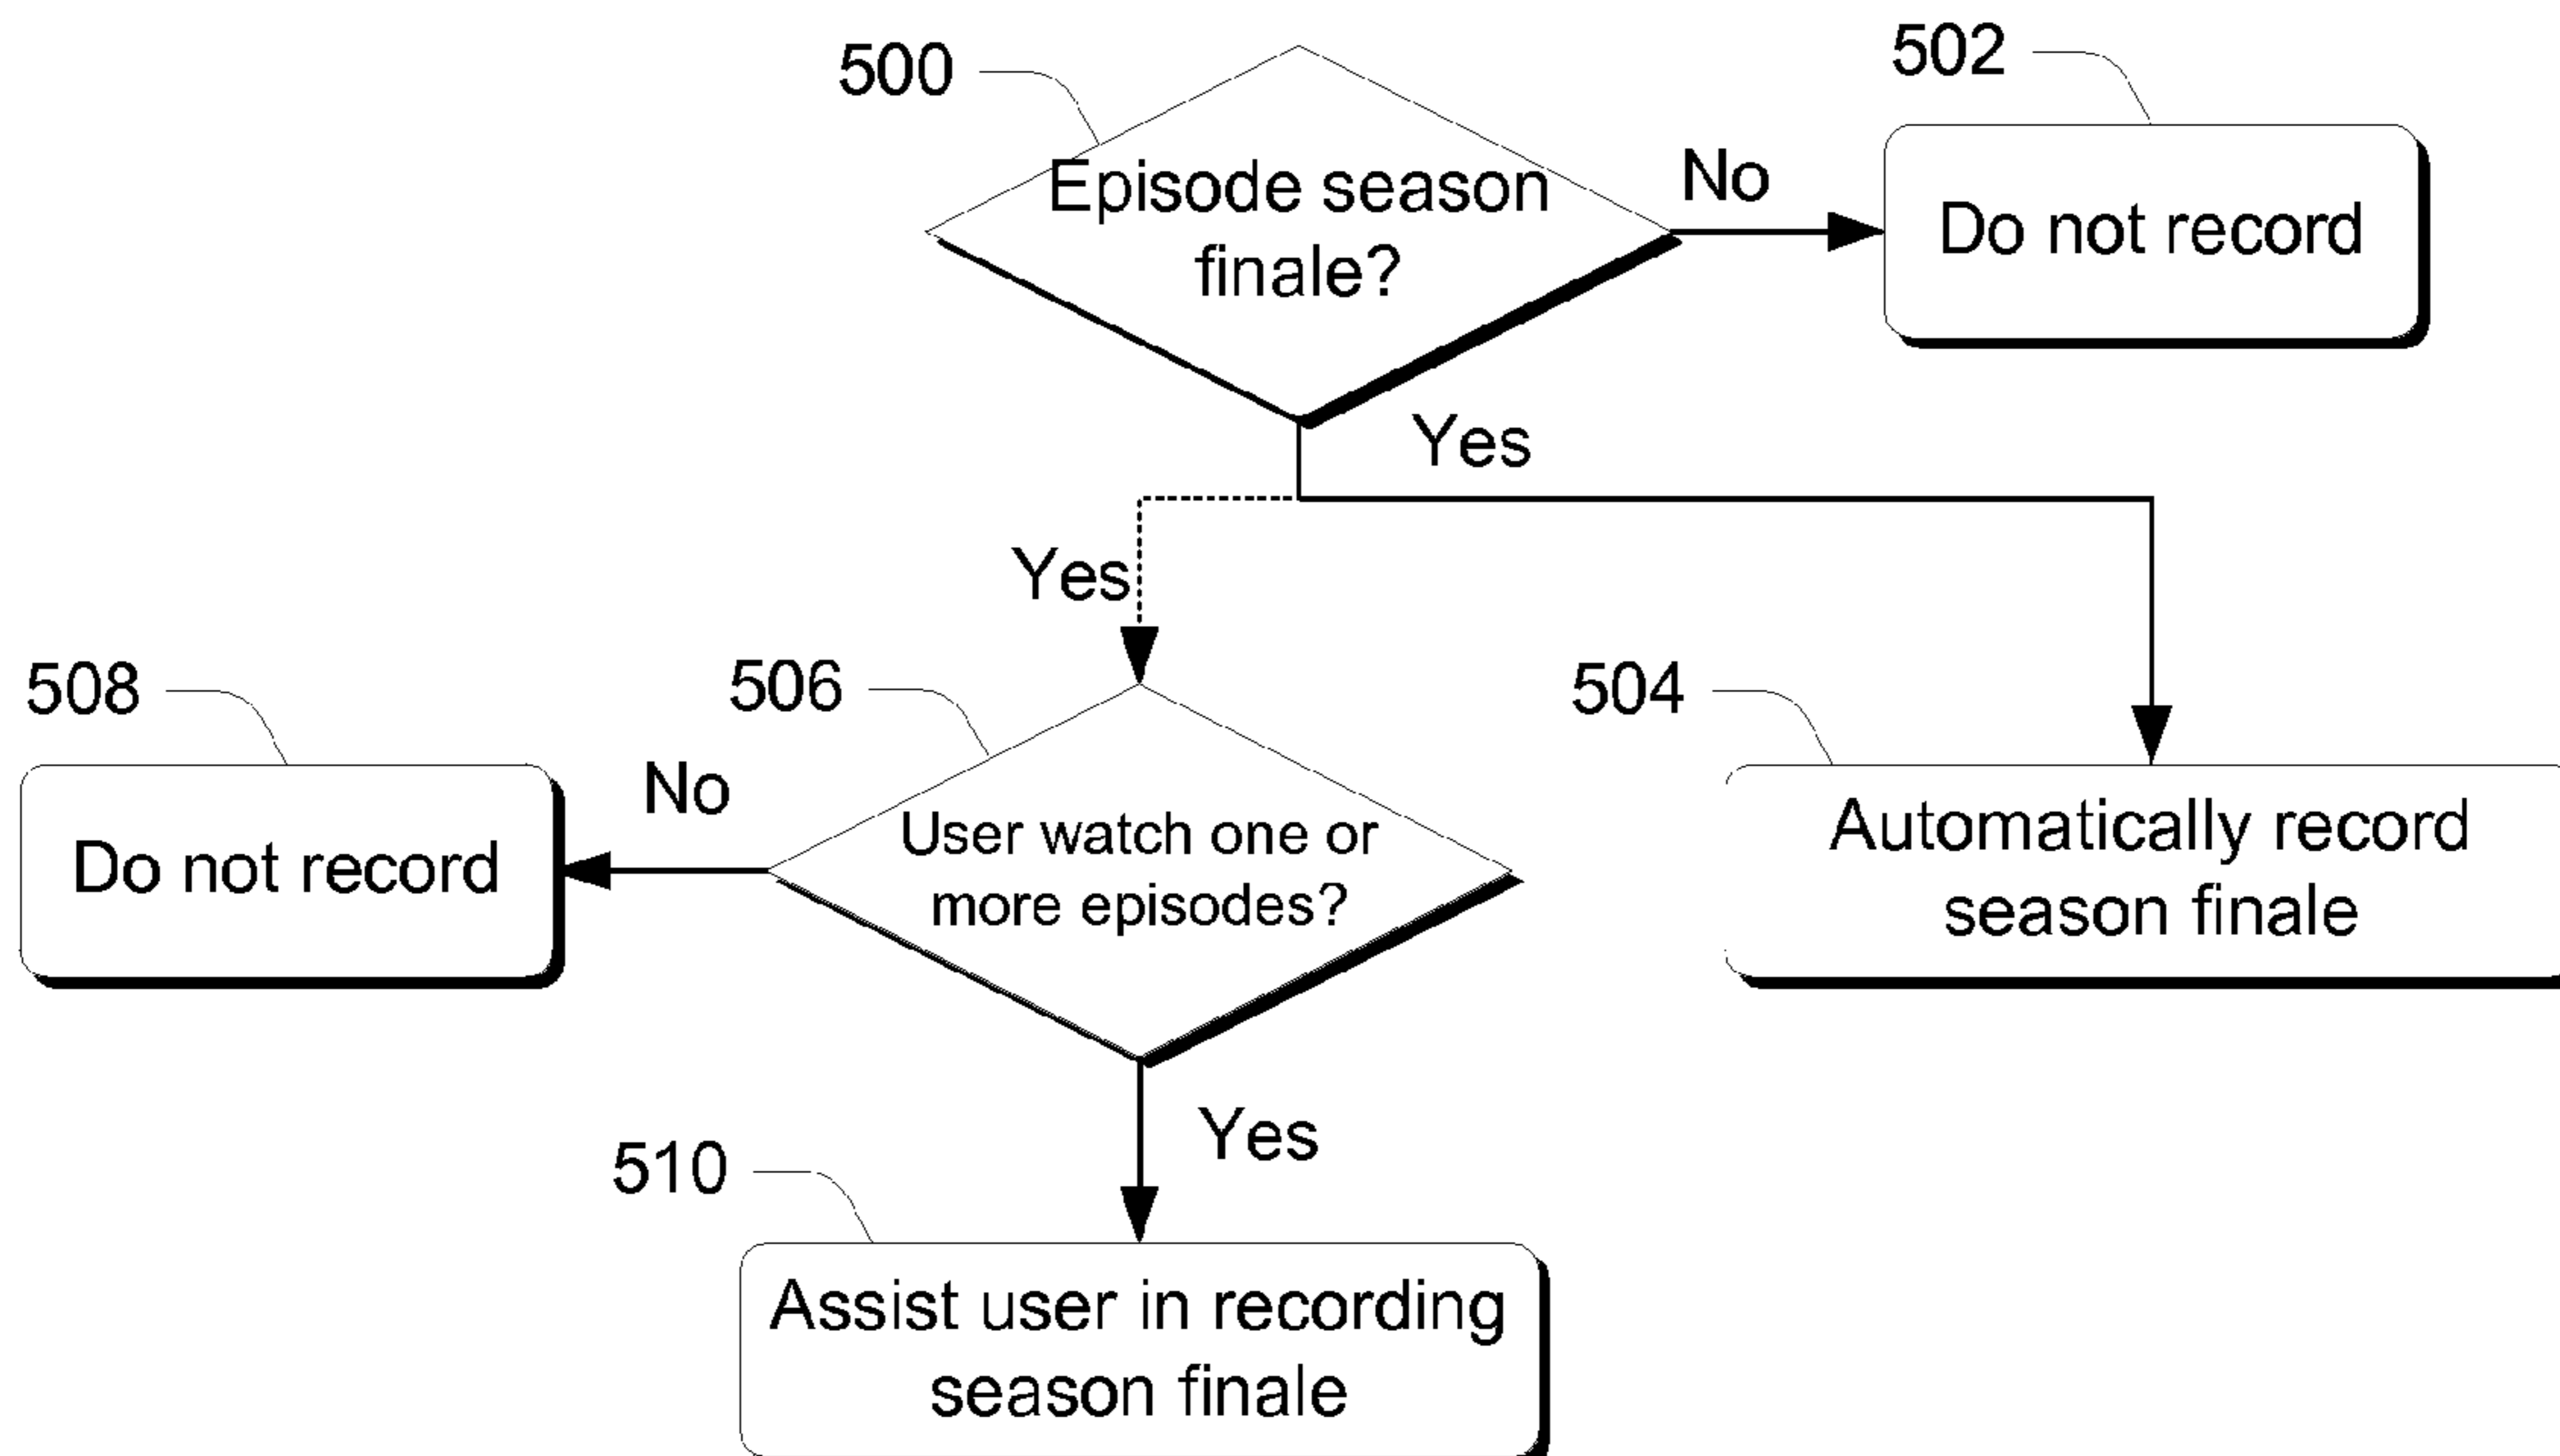 500
502
Episode season
finale?
No
Do not record
Yes
Yes
508
506
504
No
Do not record
User watch one or
more episodes?
Automatically record
season finale
Yes
510
Assist user in recording
season finale